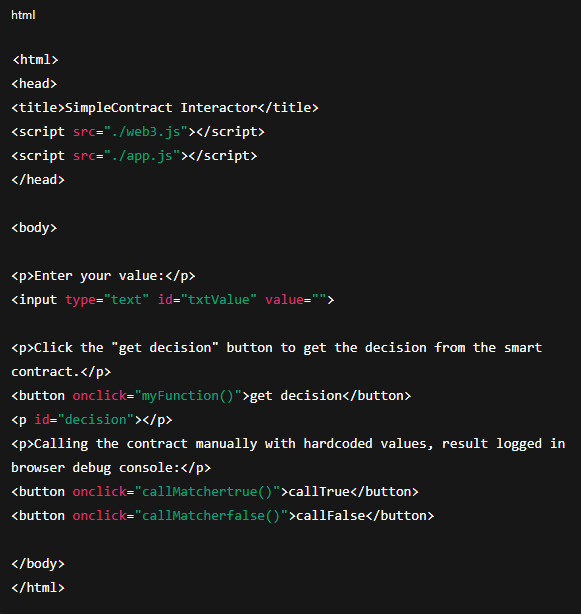 html
<html>
<head>
<title>SimpleContract Interactor</title>
<script src="./web3.js"></script>
<script src="./app.js"></script>
</head>
<body>
<p>Enter your value:</p>
<input type="text" id="txtValue" value="">
<p>Click the "get decision" button to get the decision from the smart
contract.</p>
<button onclick="myFunction()">get decision</button>
<p id="decision"></p>
<p>Calling the contract manually with hardcoded values, result logged in
browser debug console:</p>
<button onclick="callMatchertrue()">callTrue</button>
<button onclick="callMatcherfalse()">callFalse</button>
</body>
</html>